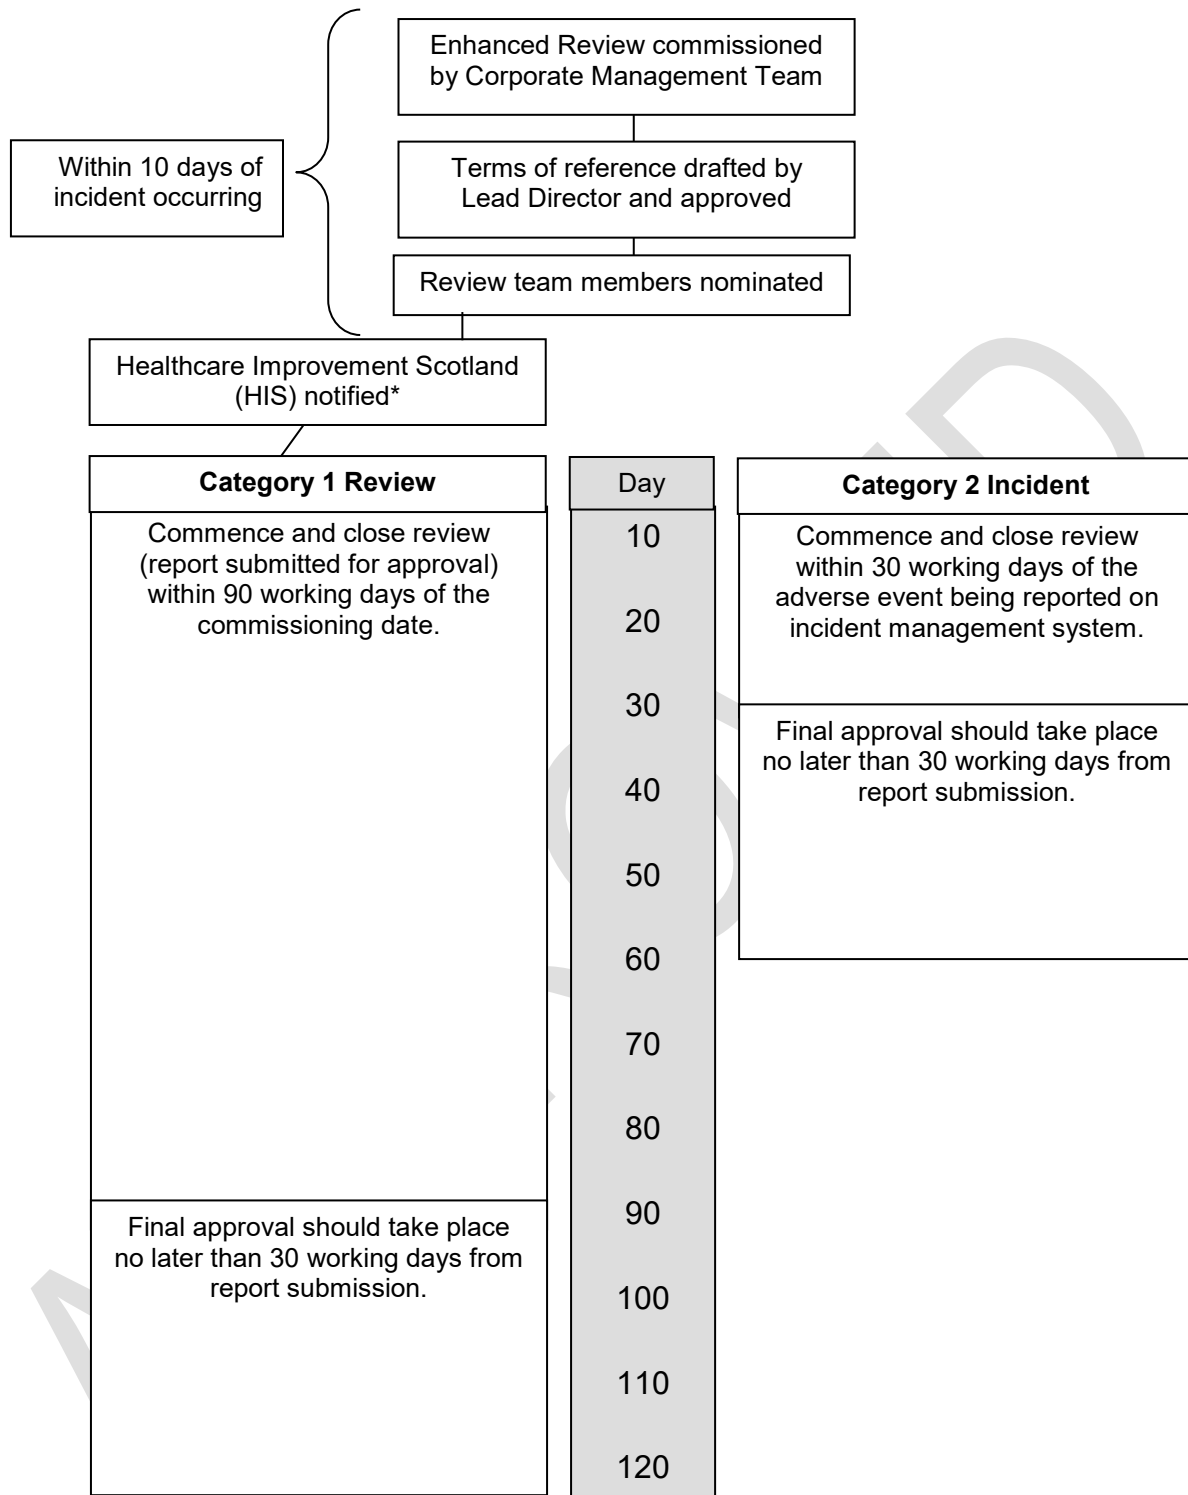 Enhanced Review commissioned
by Corporate Management Team
Within 10 days of
incident occurring
Terms of reference drafted by
Lead Director and approved
Review team members nominated
Healthcare Improvement Scotland
(HIS) notified*
Category 1 Review
Commence and close review
(report submitted for approval)
within 90 working days of the
commissioning date.
Final approval should take place
no later than 30 working days from
report submission.
Day
10
20
30
40
50
60
70
80
90
100
110
120
Category 2 Incident
Commence and close review
within 30 working days of the
adverse event being reported on
incident management system.
Final approval should take place
no later than 30 working days from
report submission.